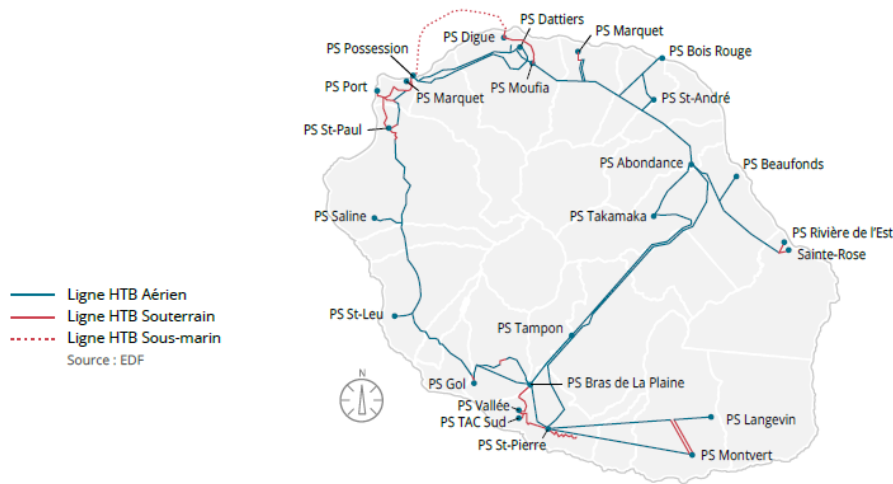 PS Dattiers
PS Digue
PS Marquet
PS Possession
PS Bois Rouge
PS Moufia
PS Port
PS Marquet
PS St-André
PS St-Paul
PS Abondance
PS Beaufonds
PS Saline
PS Takamaka
PS Rivière de l'Est
Sainte-Rose
Ligne HTB Aérien
Ligne HTB Souterrain
Ligne HTB Sous-marin
Source : EDF
PS St-Leu
PS Tampon
N
PS Gol
PS Bras de La Plaine
PS Vallée
PS TAC Sud
PS St-Pierre
PS Langevin
PS Montvert